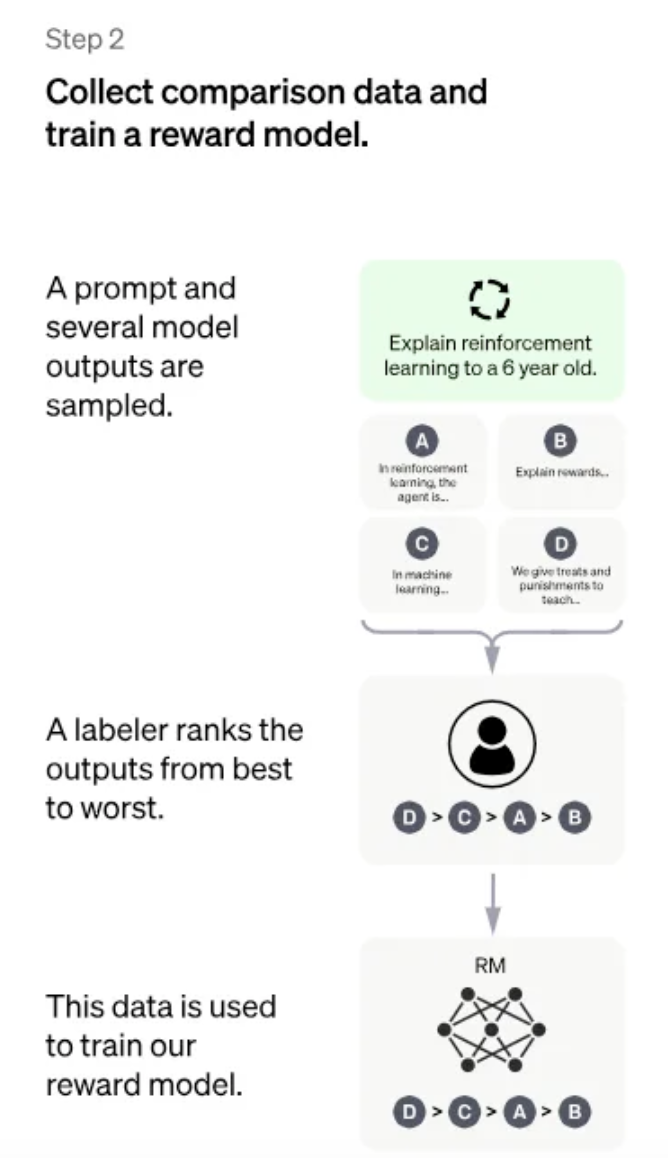 Step 2
Collect comparison data and
train a reward model.
A prompt and
several model
outputs are
sampled.
Explain reinforcement
learning to a 6 year old.
A
In reinforcement
learning, the
agent is...
B
Explain rewards...
C
In machine
learning...
D
We give treats and
punishments to
teach...
A labeler ranks the
outputs from best
to worst.
D > C > A > B
This data is used
to train our
reward model.
RM
D > C > A > B